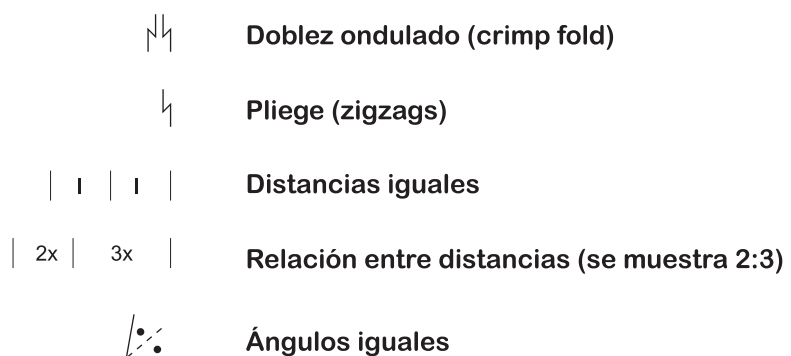 Doblez ondulado (crimp fold)
Pliege (zigzags)
| I | I | Distancias iguales
| 2x | 3x | Relación entre distancias (se muestra 2:3)
Ángulos iguales